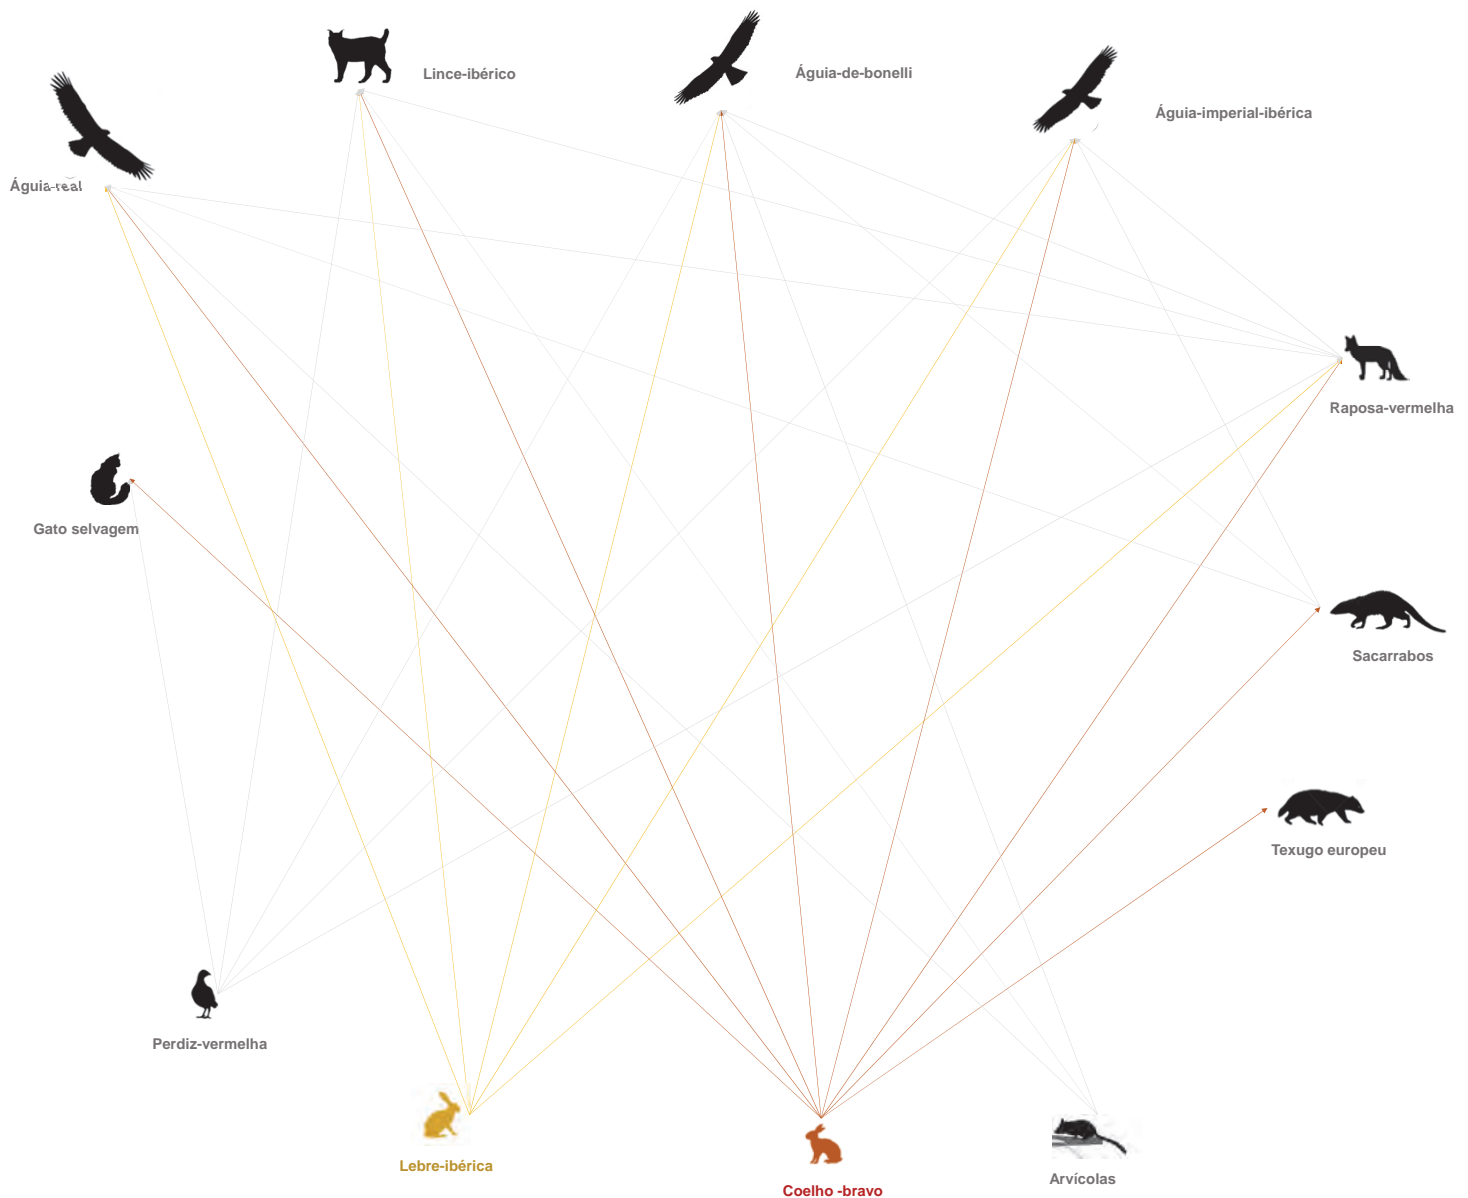 Lince-ibérico
Águia-de-bonelli
Águia-imperial-ibérica
Águia-real
Raposa-vermelha
Gato selvagem
Sacarrabos
Texugo europeu
Perdiz-vermelha
Lebre-ibérica
Coelho -bravo
Arvícolas